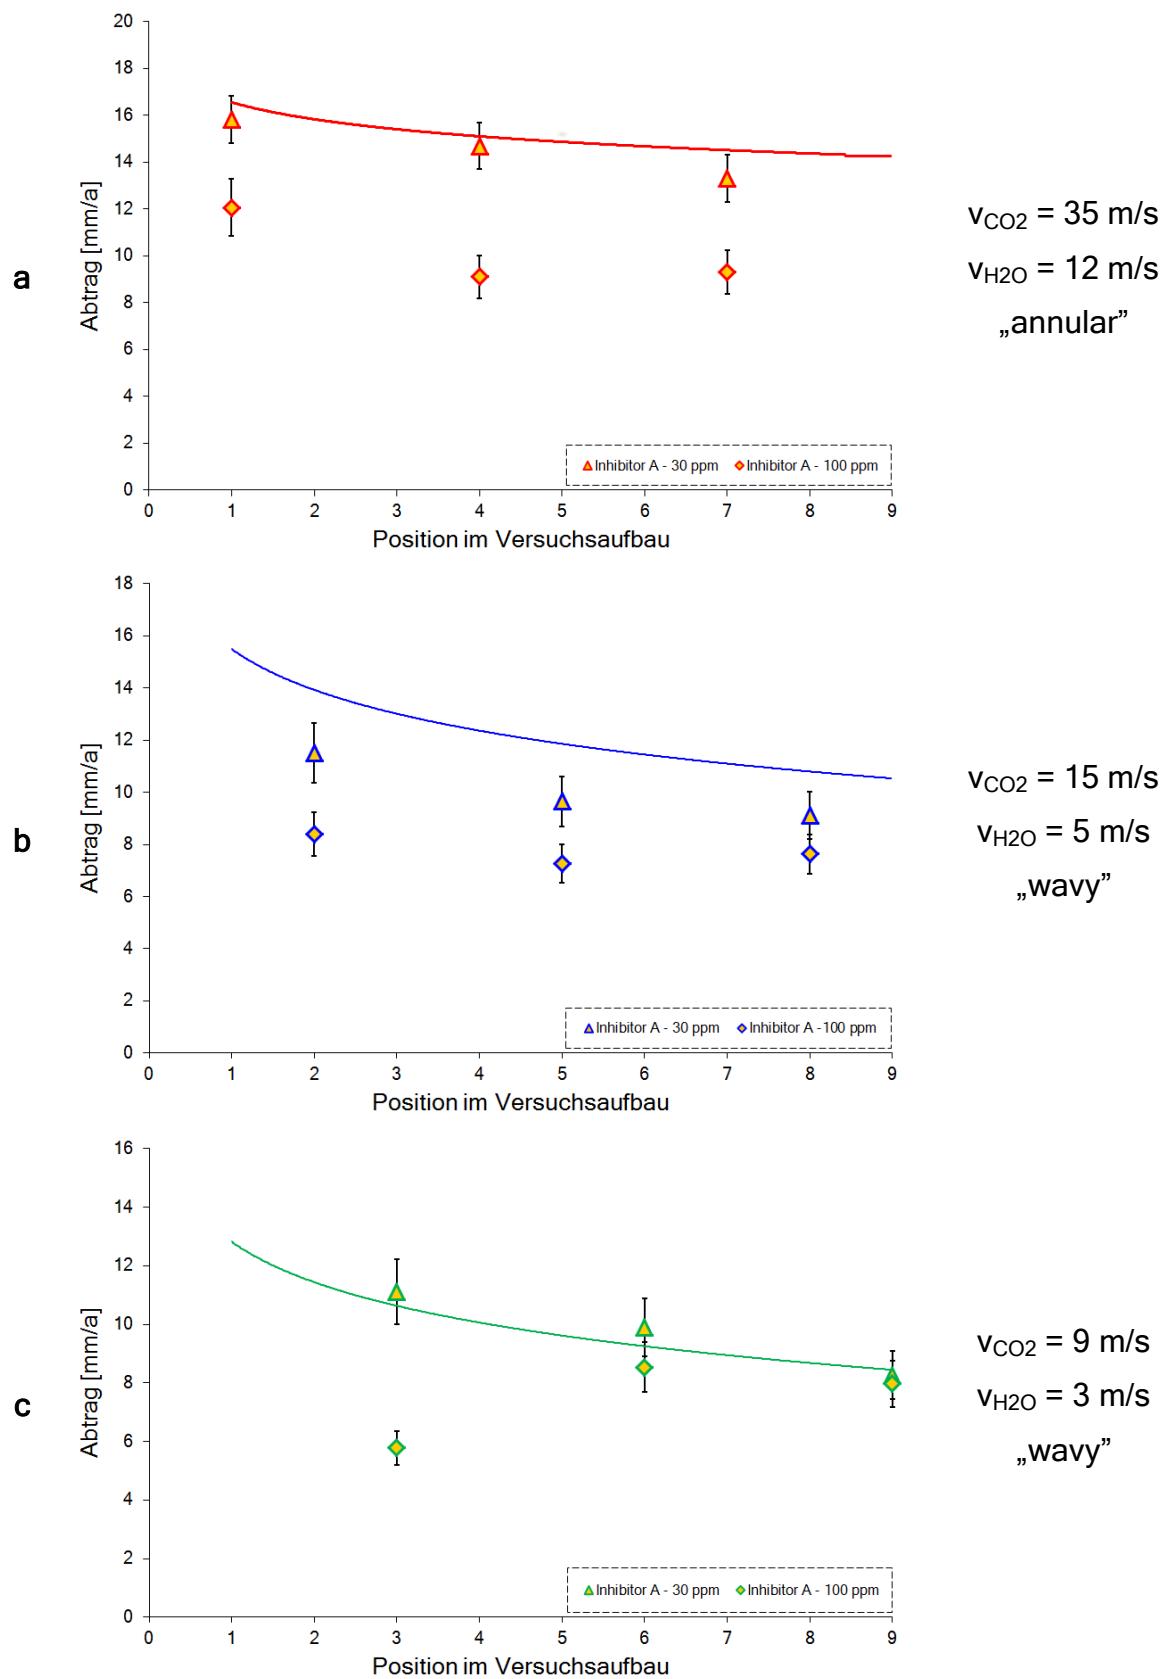 a
Abtrag [mm/a]
20
18
16
14
12
10
8
6
4
2
0
Inhibitor A - 30 ppm Inhibitor A - 100 ppm
0 1 2 3 4 5 6 7 8 9
Position im Versuchsaufbau
vCO2 = 35 m/s
vH2O = 12 m/s
„annular”
b
Abtrag [mm/a]
18
16
14
12
10
8
6
4
2
0
Inhibitor A - 30 ppm Inhibitor A -100 ppm
0 1 2 3 4 5 6 7 8 9
Position im Versuchsaufbau
vCO2 = 15 m/s
vH2O = 5 m/s
„wavy”
c
Abtrag [mm/a]
16
14
12
10
8
6
4
2
0
Inhibitor A - 30 ppm Inhibitor A - 100 ppm
0 1 2 3 4 5 6 7 8 9
Position im Versuchsaufbau
vCO2 = 9 m/s
vH2O = 3 m/s
„wavy”